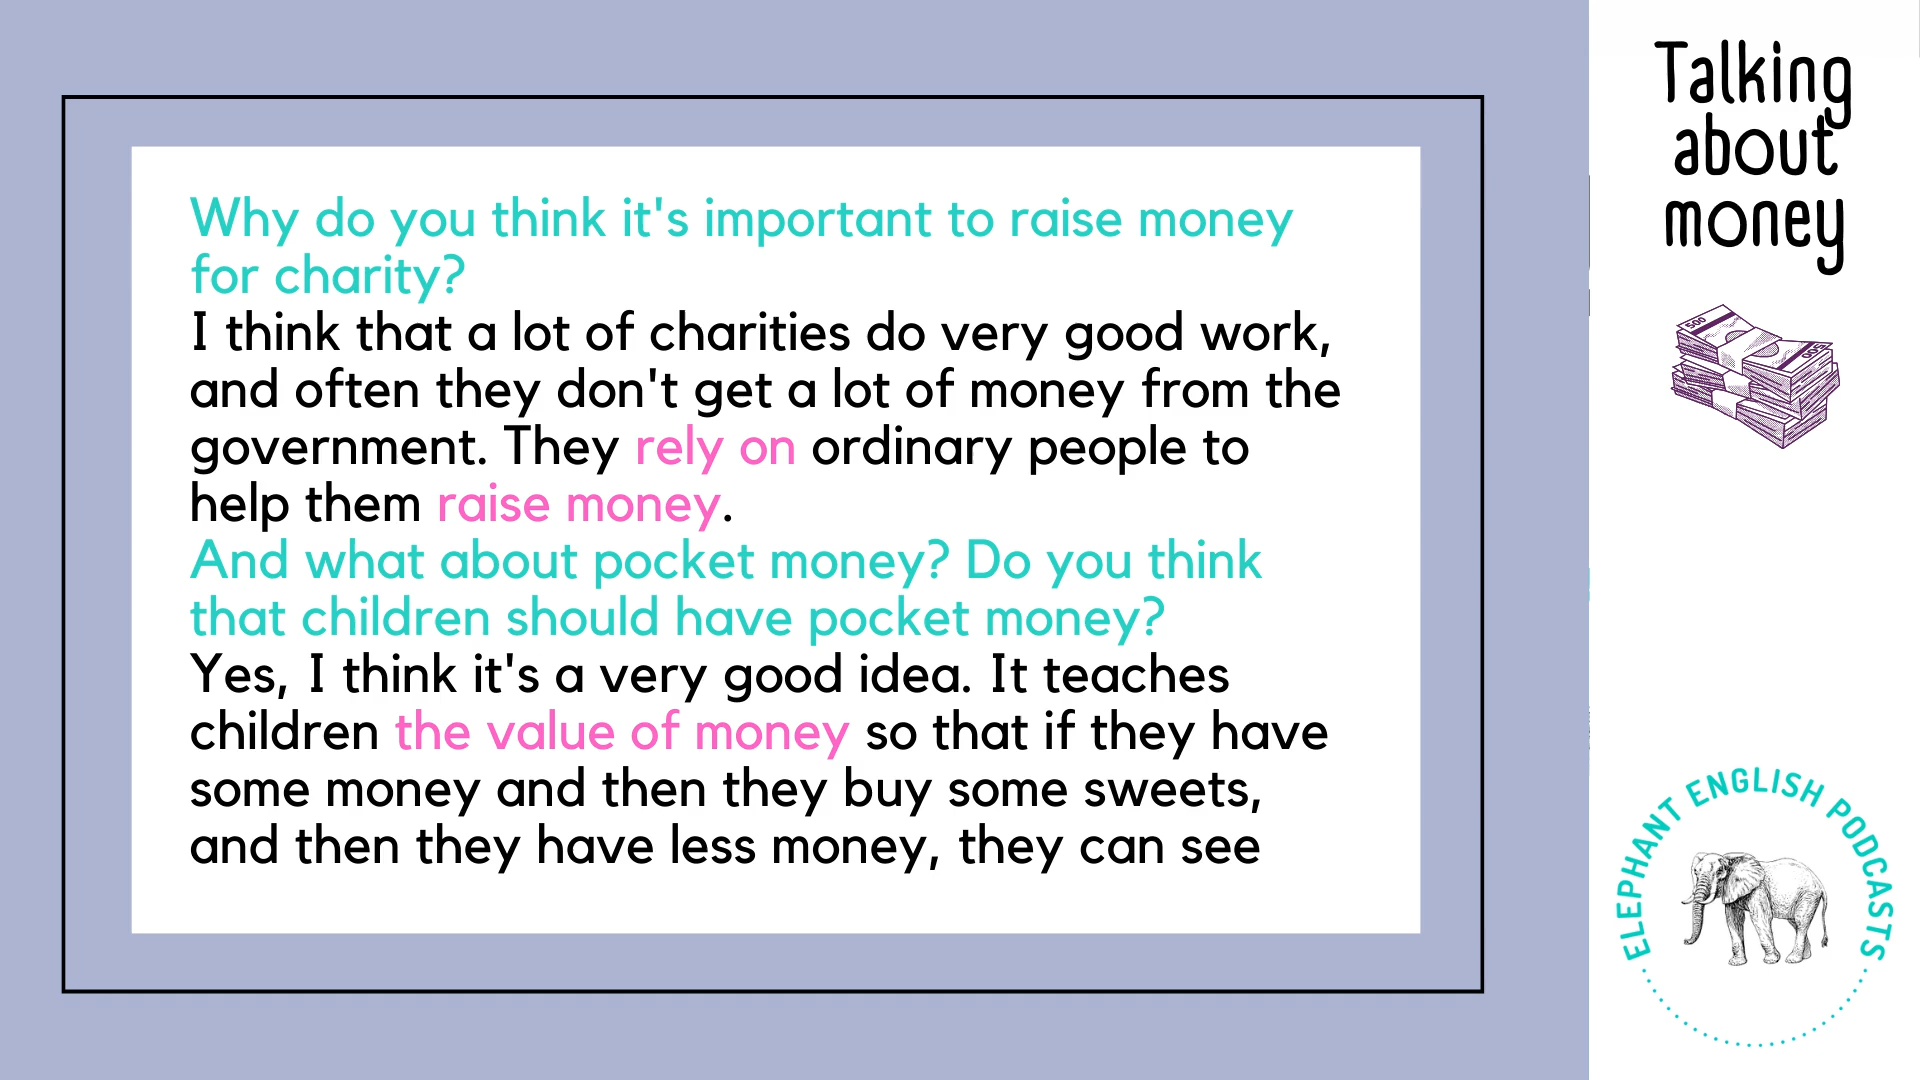 Why do you think it's important to raise money
for charity?
I think that a lot of charities do very good work,
and often they don't get a lot of money from the
government. They rely on ordinary people to
help them raise money.
And what about pocket money? Do you think
that children should have pocket money?
Yes, I think it's a very good idea. It teaches
children the value of money so that if they have
some money and then they buy some sweets,
and then they have less money, they can see
Talking
about
money
500
500
ELEPHANT ENGLISH PODCASTS